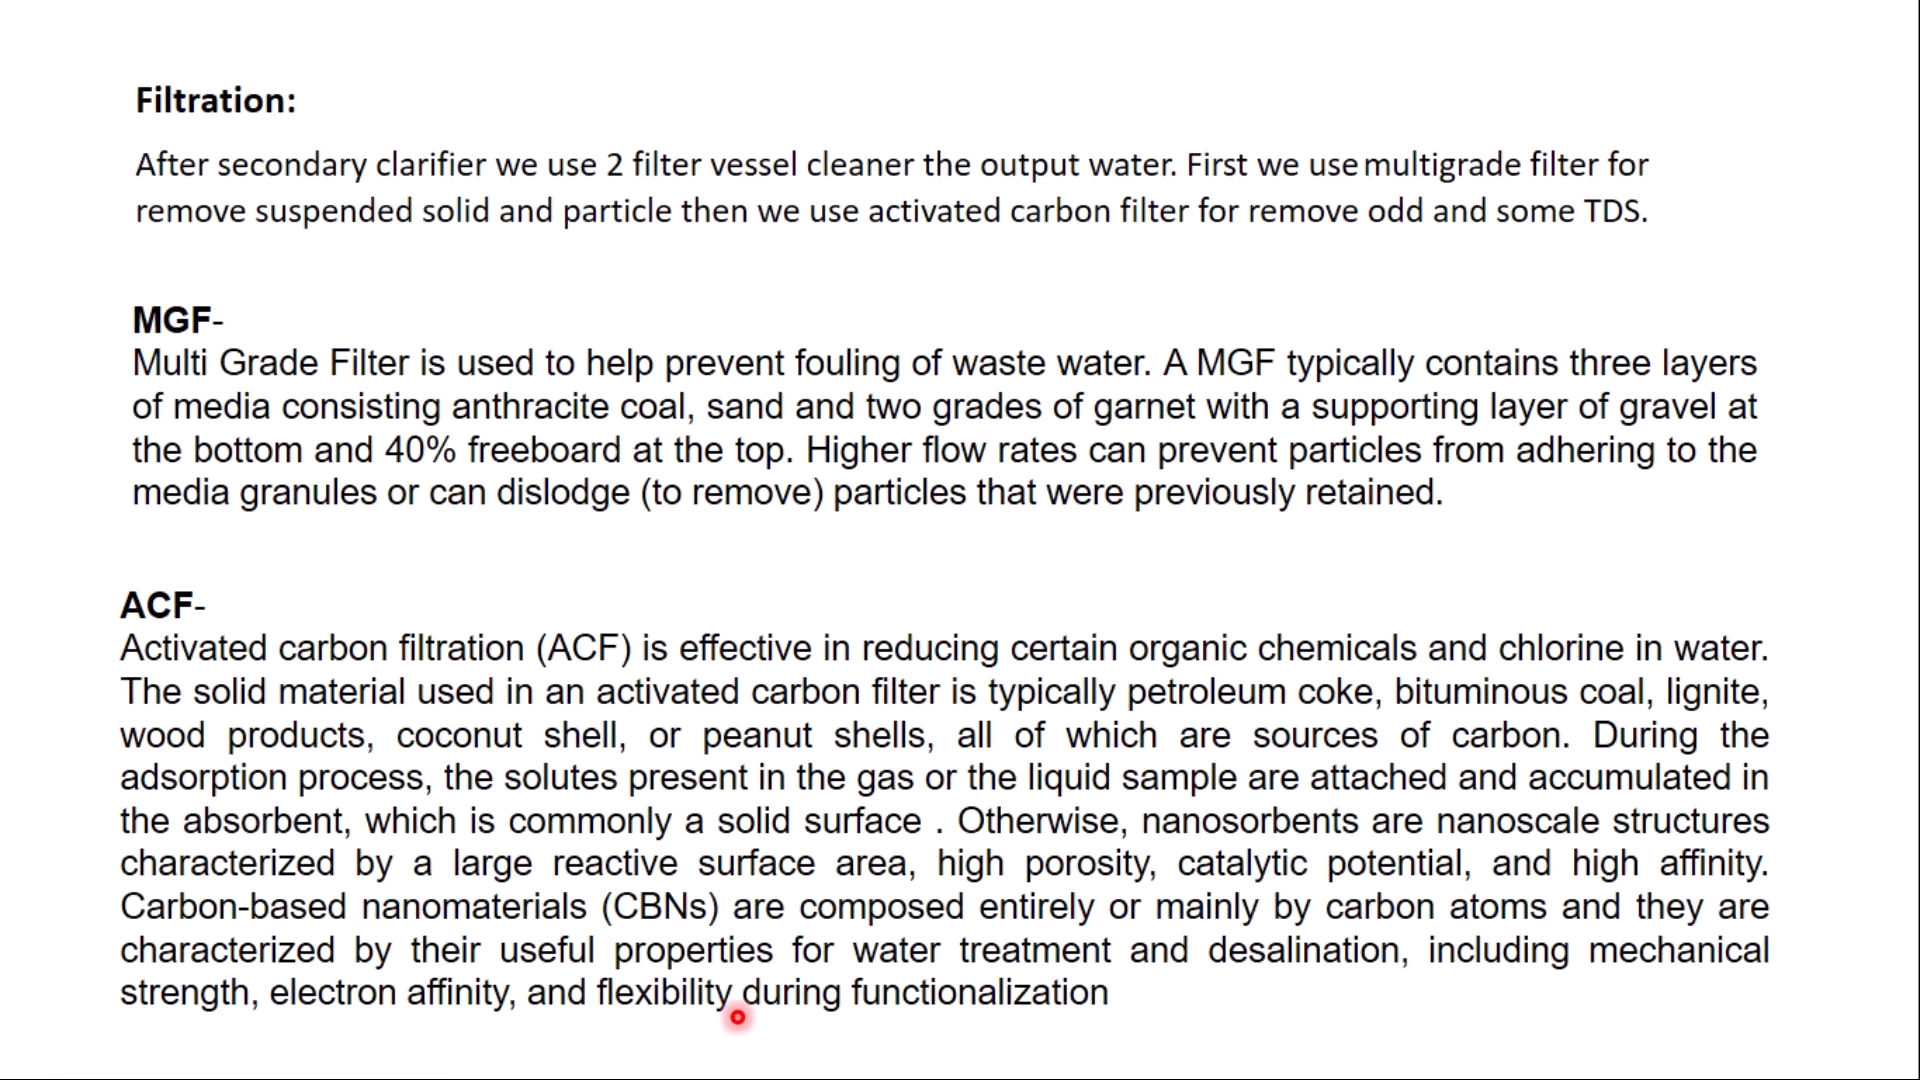 Filtration:
After secondary clarifier we use 2 filter vessel cleaner the output water. First we use multigrade filter for
remove suspended solid and particle then we use activated carbon filter for remove odd and some TDS.
MGF-
Multi Grade Filter is used to help prevent fouling of waste water. A MGF typically contains three layers
of media consisting anthracite coal, sand and two grades of garnet with a supporting layer of gravel at
the bottom and 40% freeboard at the top. Higher flow rates can prevent particles from adhering to the
media granules or can dislodge (to remove) particles that were previously retained.
ACF-
Activated carbon filtration (ACF) is effective in reducing certain organic chemicals and chlorine in water.
The solid material used in an activated carbon filter is typically petroleum coke, bituminous coal, lignite,
wood products, coconut shell, or peanut shells, all of which are sources of carbon. During the
adsorption process, the solutes present in the gas or the liquid sample are attached and accumulated in
the absorbent, which is commonly a solid surface . Otherwise, nanosorbents are nanoscale structures
characterized by a large reactive surface area, high porosity, catalytic potential, and high affinity.
Carbon-based nanomaterials (CBNs) are composed entirely or mainly by carbon atoms and they are
characterized by their useful properties for water treatment and desalination, including mechanical
strength, electron affinity, and flexibility during functionalization